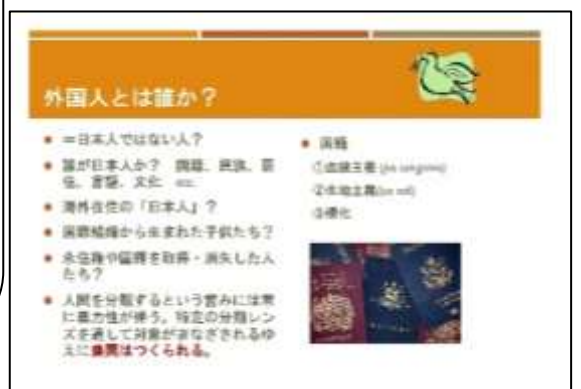 外国人とは誰か？
＝日本人ではない人？
誰が日本人か？ 国籍、民族、居
住、言語、文化 etc.
海外在住の「日本人」？
国際結婚から生まれた子供たち？
永住権や国籍を取得・消失した人
たち？
人間を分類するという営みには常
に暴力性が伴う。特定の分類レン
ズを通して対象がまなざされるゆ
えに集団はつくられる。
国籍
①血統主義 (jus sanguinis)
②生地主義 (jus soli)
③帰化